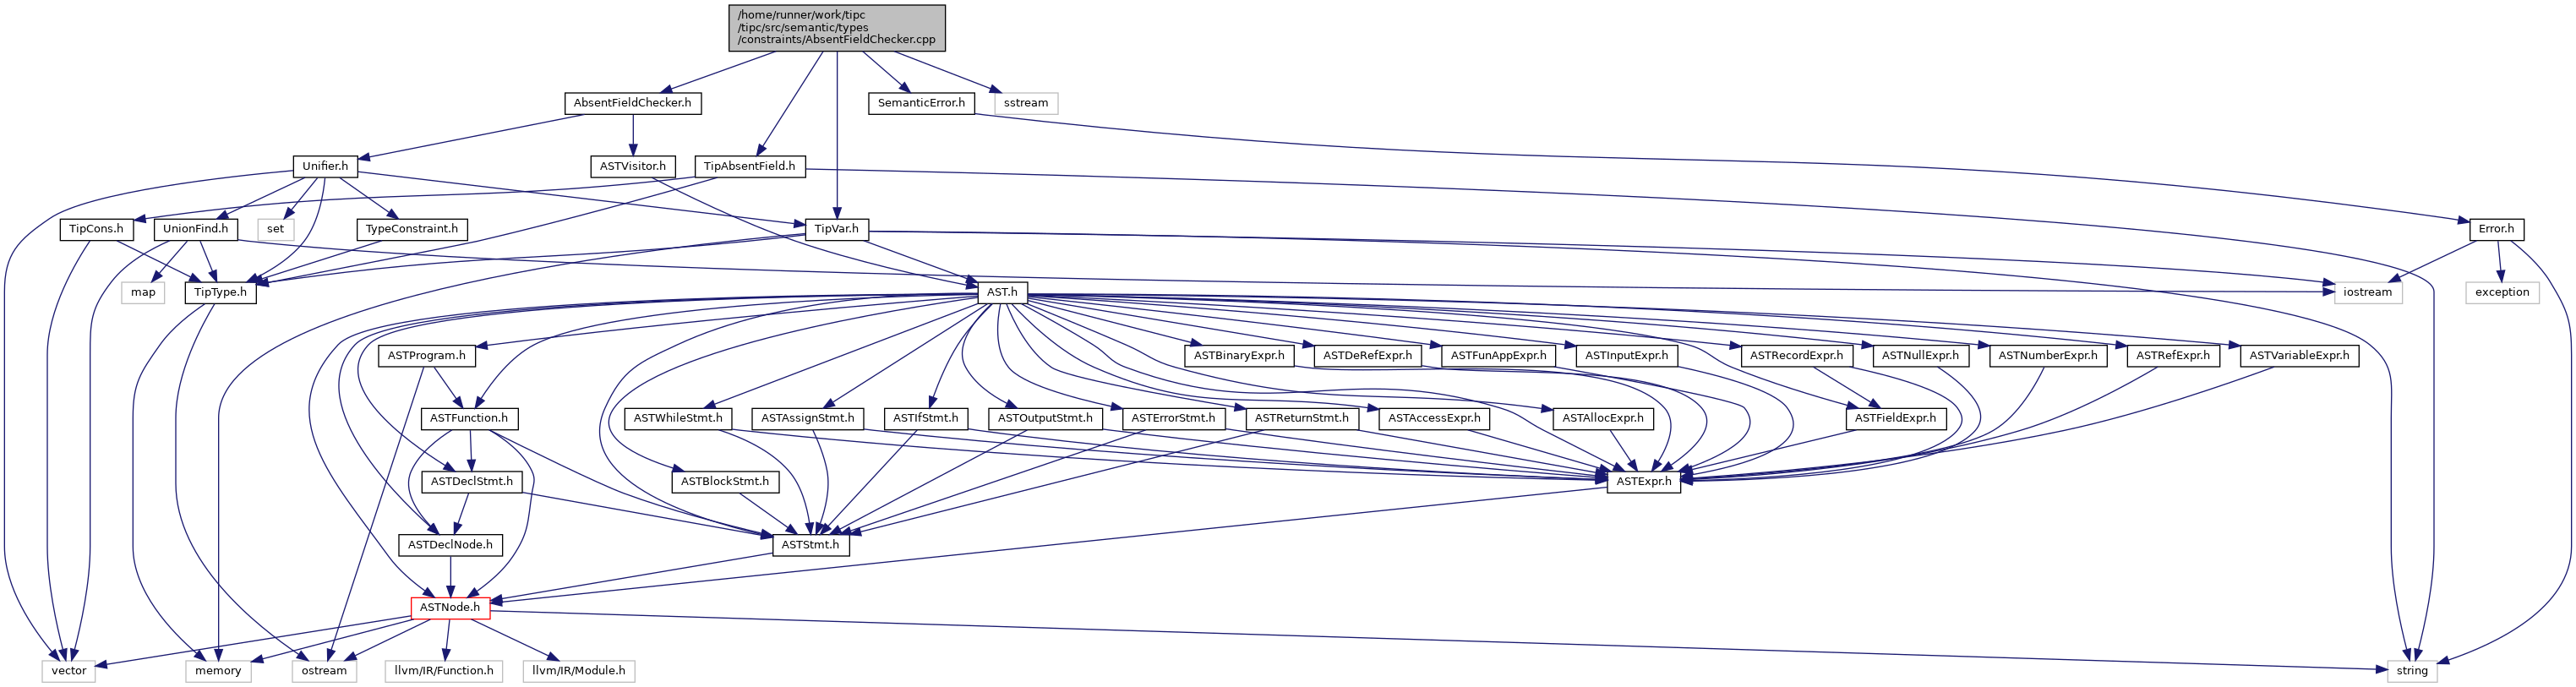 /home/runner/work/tipc
/tipc/src/semantic/types
/constraints/AbsentFieldChecker.cpp
AbsentFieldChecker.h
SemanticError.h
sstream
Unifier.h
ASTVisitor.h
TipAbsentField.h
TipCons.h
UnionFind.h
set
TypeConstraint.h
TipVar.h
Error.h
map
TipType.h
AST.h
iostream
exception
ASTProgram.h
ASTBinaryExpr.h
ASTDeRefExpr.h
ASTFunAppExpr.h
ASTInputExpr.h
ASTRecordExpr.h
ASTNullExpr.h
ASTNumberExpr.h
ASTRefExpr.h
ASTVariableExpr.h
ASTFunction.h
ASTWhileStmt.h
ASTAssignStmt.h
ASTIfStmt.h
ASTOutputStmt.h
ASTErrorStmt.h
ASTReturnStmt.h
ASTAccessExpr.h
ASTAllocExpr.h
ASTFieldExpr.h
ASTDeclStmt.h
ASTBlockStmt.h
ASTExpr.h
ASTDeclNode.h
ASTStmt.h
ASTNode.h
vector
memory
ostream
llvm/IR/Function.h
llvm/IR/Module.h
string